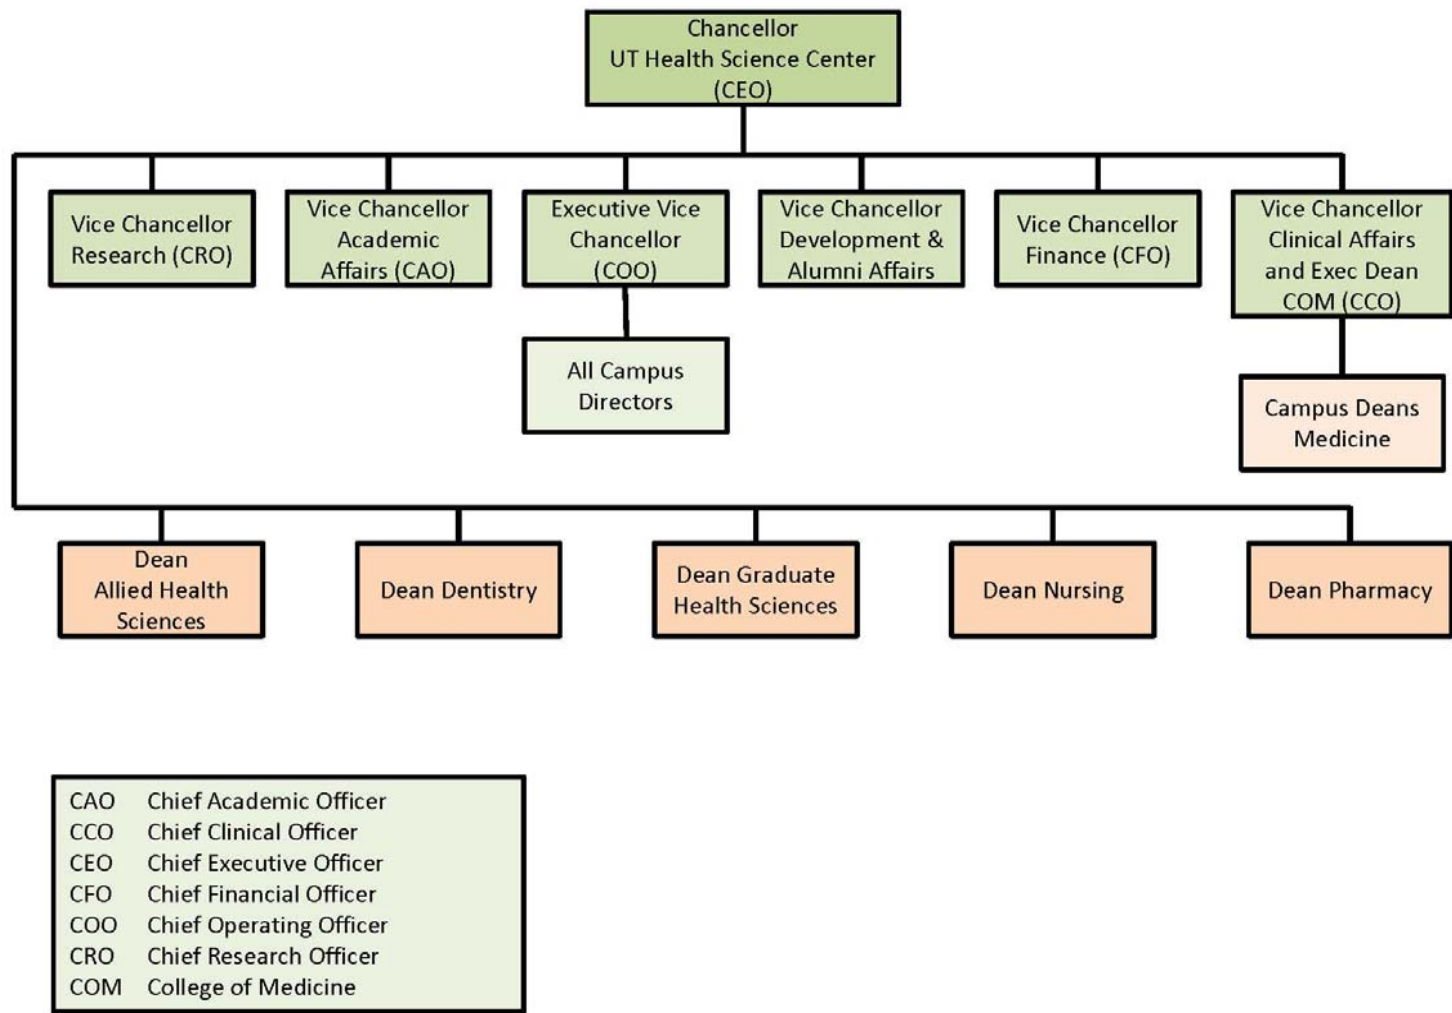 Chancellor
UT Health Science Center
(CEO)
Vice Chancellor
Research (CRO)
Vice Chancellor
Academic
Affairs (CAO)
Executive Vice
Chancellor
(COO)
Vice Chancellor
Development &
Alumni Affairs
Vice Chancellor
Finance (CFO)
Vice Chancellor
Clinical Affairs
and Exec Dean
COM (CCO)
All Campus
Directors
Campus Deans
Medicine
Dean
Allied Health
Sciences
Dean Dentistry
Dean Graduate
Health Sciences
Dean Nursing
Dean Pharmacy
CAO Chief Academic Officer
CCO Chief Clinical Officer
CEO Chief Executive Officer
CFO Chief Financial Officer
COO Chief Operating Officer
CRO Chief Research Officer
COM College of Medicine